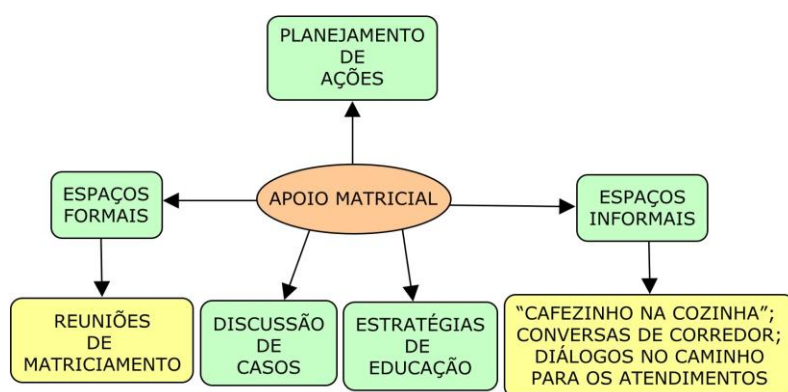 PLANEJAMENTO
DE
AÇÕES
ESPAÇOS
FORMAIS
APOIO MATRICIAL
ESPAÇOS
INFORMAIS
REUNIÕES
DE
MATRICIAMENTO
DISCUSSÃO
DE
CASOS
ESTRATÉGIAS
DE
EDUCAÇÃO
“CAFEZINHO NA COZINHA”;
CONVERSAS DE CORREDOR;
DIÁLOGOS NO CAMINHO
PARA OS ATENDIMENTOS